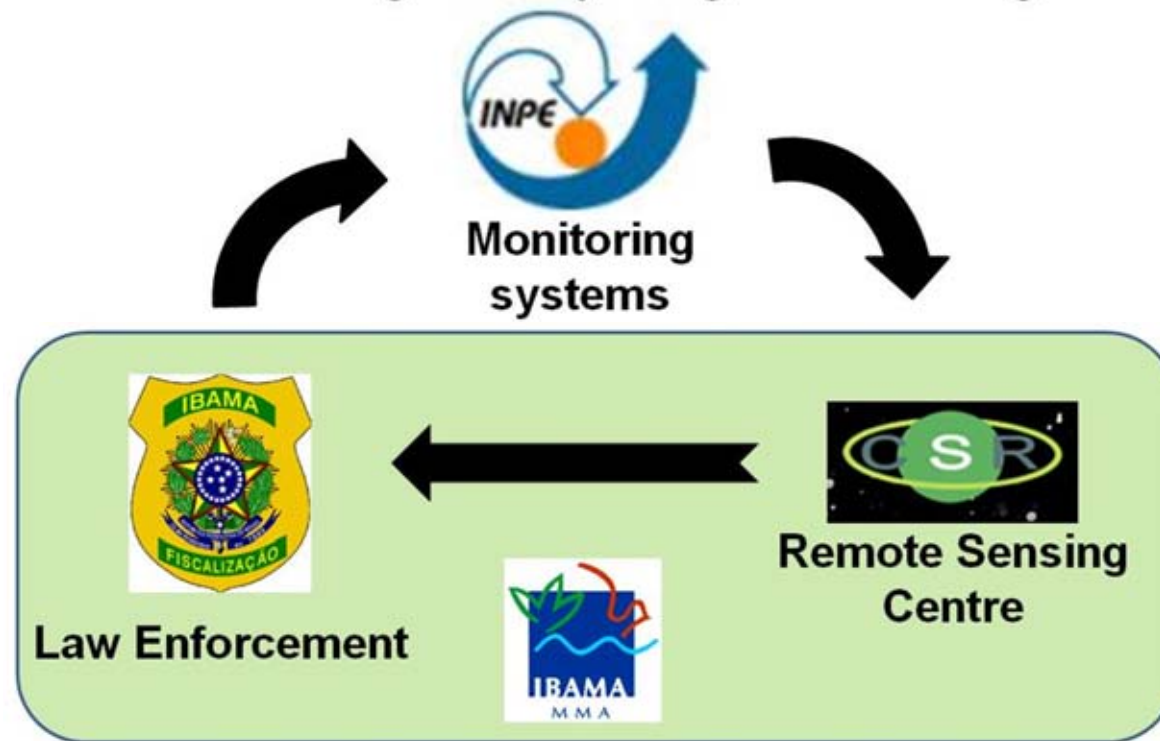 INPE
Monitoring
systems
IBAMA
FISCALIZAÇÃO
Law Enforcement
CSR
Remote Sensing
Centre
IBAMA
MMA